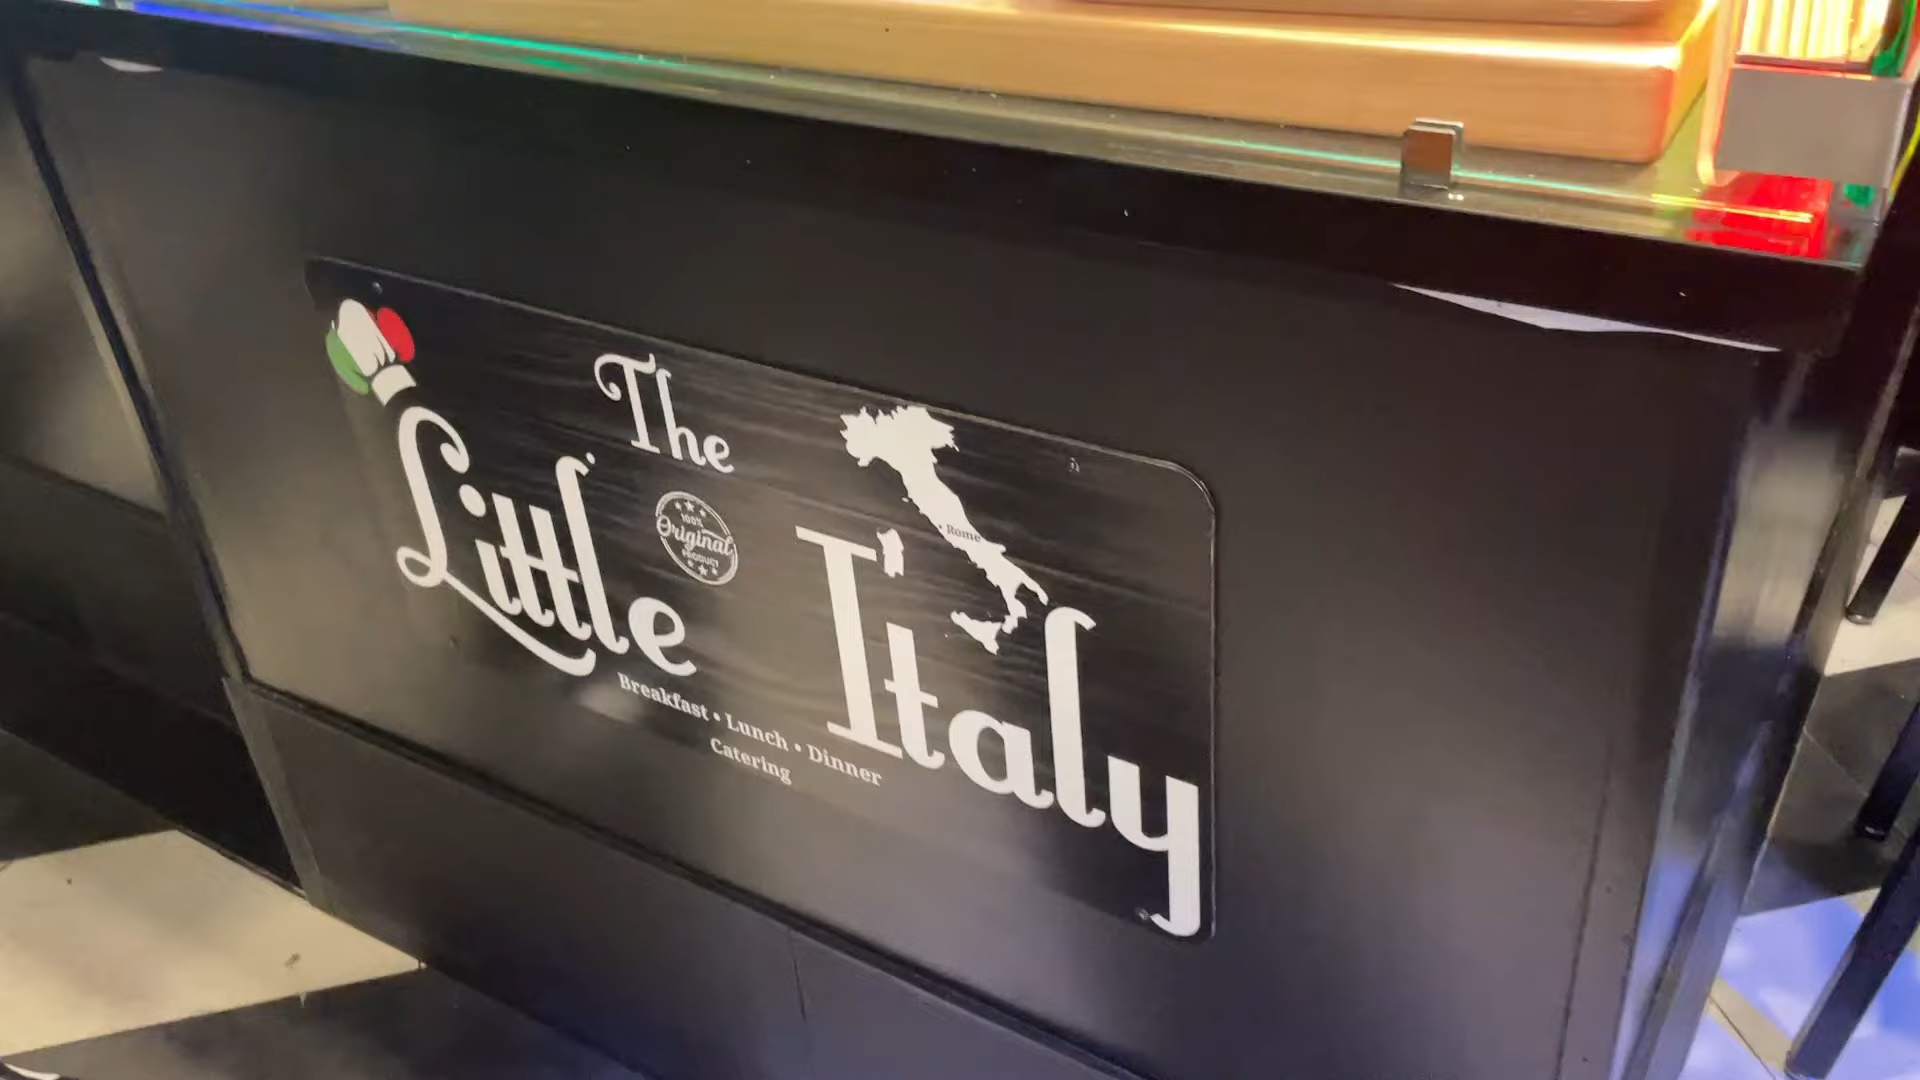 The
Little
100%
Original
PRODUCT
Italy
Rome
Breakfast • Lunch • Dinner
Catering